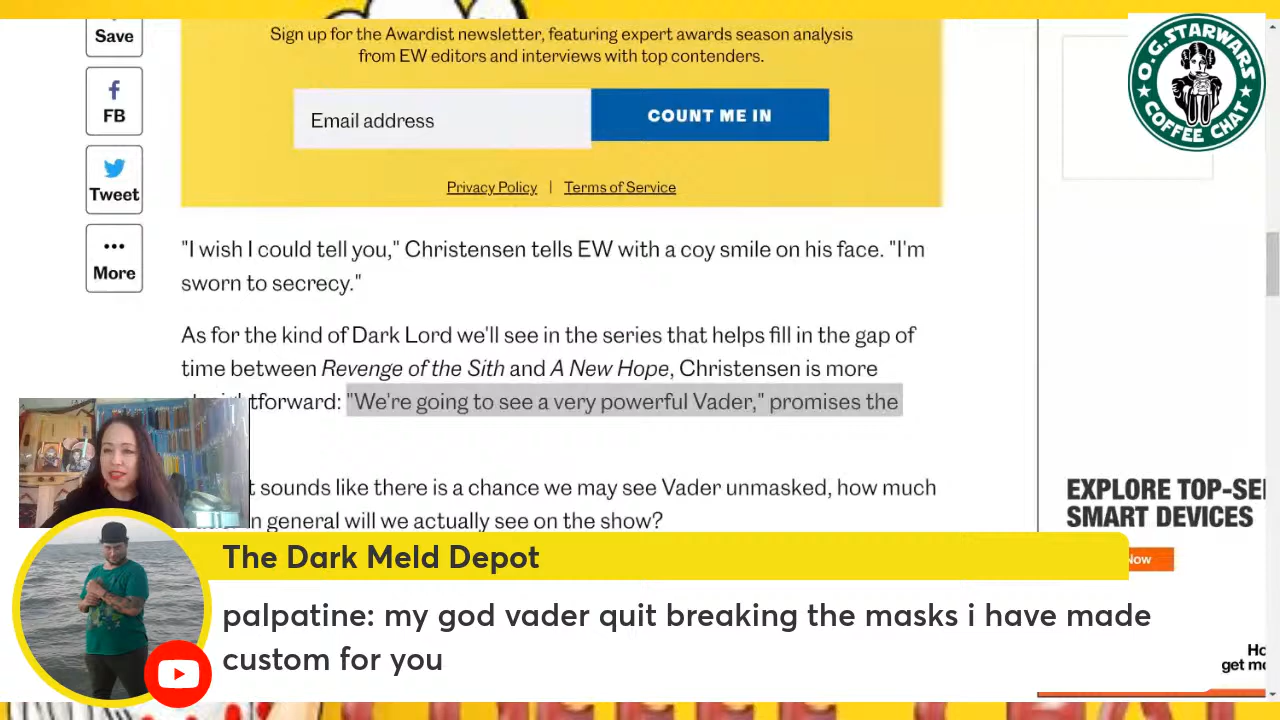 Save
Sign up for the Awardist newsletter, featuring expert awards season analysis
from EW editors and interviews with top contenders.
FB
Email address
COUNT ME IN
Tweet
Privacy Policy | Terms of Service
More
"I wish I could tell you," Christensen tells EW with a coy smile on his face. "I'm
sworn to secrecy."
As for the kind of Dark Lord we'll see in the series that helps fill in the gap of
time between Revenge of the Sith and A New Hope, Christensen is more
"We're going to see a very powerful Vader," promises the
sounds like there is a chance we may see Vader unmasked, how much
general will we actually see on the show?
O.G. STARWARS
COFFEE CHAT
EXPLORE TOP-SE
SMART DEVICES
Now
The Dark Meld Depot
palpatine: my god vader quit breaking the masks i have made
custom for you
get
CHAT